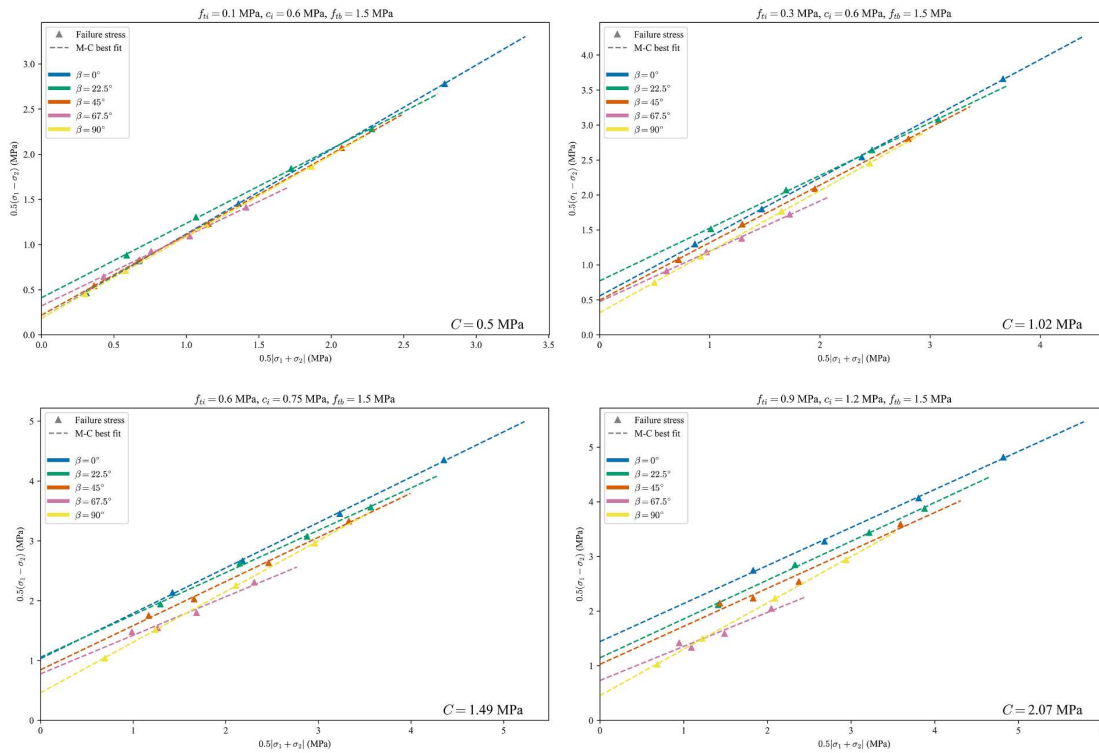 f_ti = 0.1 MPa, c_i = 0.6 MPa, f_tb = 1.5 MPa
Failure stress
M-C best fit
β = 0°
β = 22.5°
β = 45°
β = 67.5°
β = 90°
3.0
2.5
2.0
1.5
1.0
0.5
0.0
0.5(σ₁ − σ₂) (MPa)
C = 0.5 MPa
0.0 0.5 1.0 1.5 2.0 2.5 3.0 3.5
0.5|σ₁ + σ₂| (MPa)
f_ti = 0.3 MPa, c_i = 0.6 MPa, f_tb = 1.5 MPa
Failure stress
M-C best fit
β = 0°
β = 22.5°
β = 45°
β = 67.5°
β = 90°
4.0
3.5
3.0
2.5
2.0
1.5
1.0
0.5
0.0
0.5(σ₁ − σ₂) (MPa)
C = 1.02 MPa
0 1 2 3 4
0.5|σ₁ + σ₂| (MPa)
f_ti = 0.6 MPa, c_i = 0.75 MPa, f_tb = 1.5 MPa
Failure stress
M-C best fit
β = 0°
β = 22.5°
β = 45°
β = 67.5°
β = 90°
5
4
3
2
1
0
0.5(σ₁ − σ₂) (MPa)
C = 1.49 MPa
0 1 2 3 4 5
0.5|σ₁ + σ₂| (MPa)
f_ti = 0.9 MPa, c_i = 1.2 MPa, f_tb = 1.5 MPa
Failure stress
M-C best fit
β = 0°
β = 22.5°
β = 45°
β = 67.5°
β = 90°
5
4
3
2
1
0
0.5(σ₁ − σ₂) (MPa)
C = 2.07 MPa
0 1 2 3 4 5
0.5|σ₁ + σ₂| (MPa)